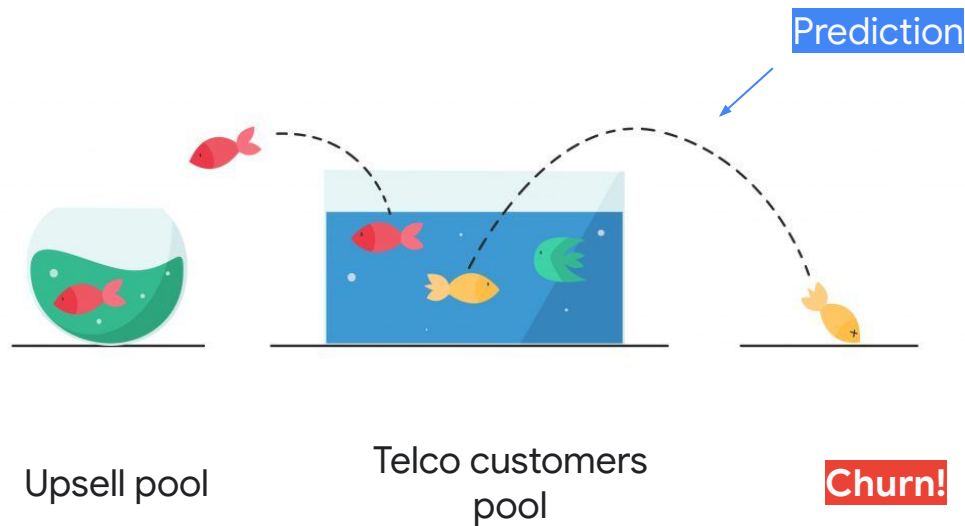 Prediction
Upsell pool
Telco customers
pool
Churn!